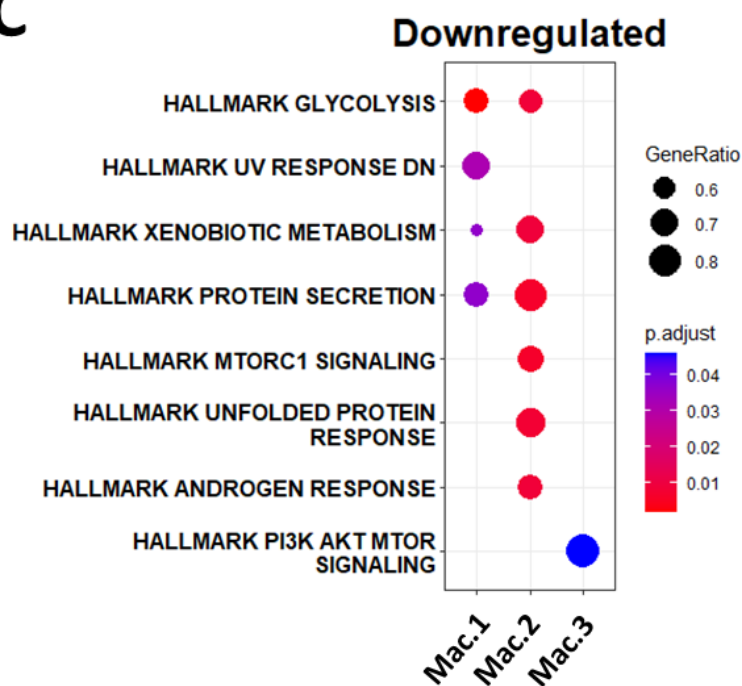 C
Downregulated
HALLMARK GLYCOLYSIS
HALLMARK UV RESPONSE DN
HALLMARK XENOBIOTIC METABOLISM
HALLMARK PROTEIN SECRETION
HALLMARK MTORC1 SIGNALING
HALLMARK UNFOLDED PROTEIN
RESPONSE
HALLMARK ANDROGEN RESPONSE
HALLMARK PI3K AKT MTOR
SIGNALING
Mac.1
Mac.2
Mac.3
GeneRatio
0.6
0.7
0.8
p.adjust
0.04
0.03
0.02
0.01